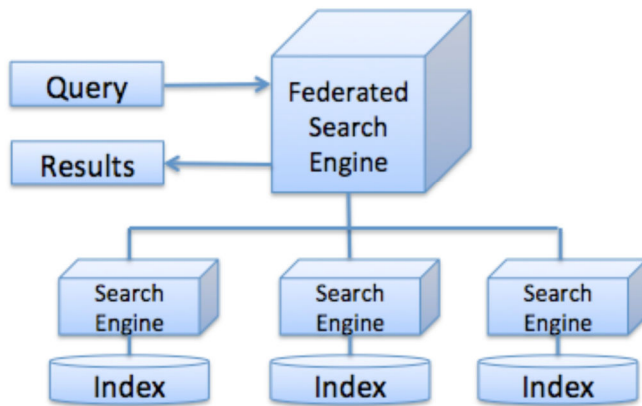 Query
Federated
Search
Engine
Results
Search
Engine
Search
Engine
Search
Engine
Index
Index
Index